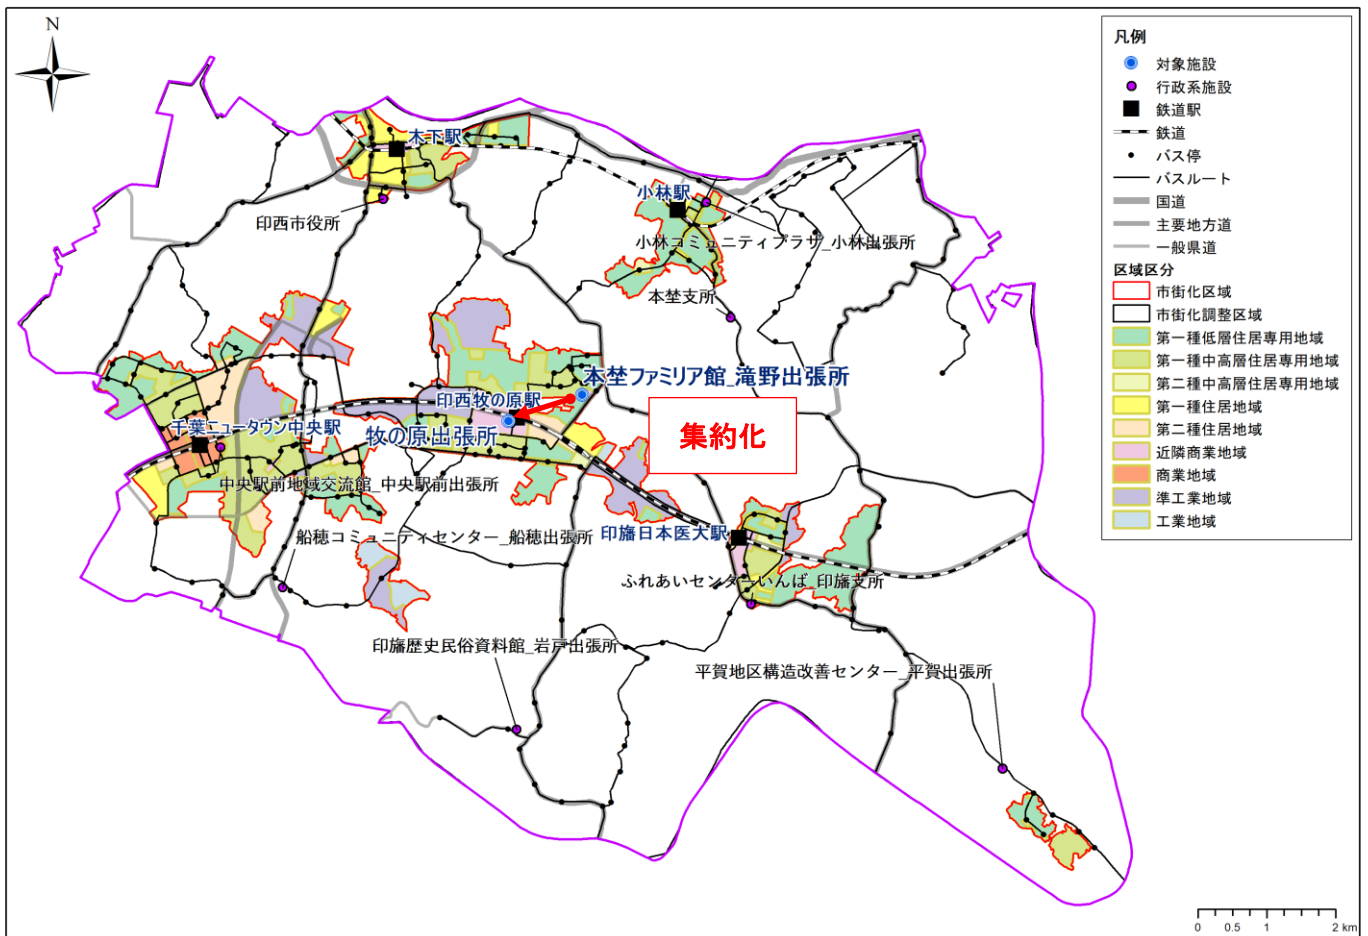 N
木下駅
印西市役所
小林駅
小林コミュニティプラザ_小林出張所
本埜支所
本埜ファミリア館_滝野出張所
印西牧の原駅
牧の原出張所
集約化
千葉ニュータウン中央駅
中央駅前地域交流館_中央駅前出張所
船穂コミュニティセンター_船穂出張所
印旛日本医大駅
ふれあいセンターいんば_印旛支所
印旛歴史民俗資料館_岩戸出張所
平賀地区構造改善センター_平賀出張所
凡例
対象施設
行政系施設
鉄道駅
鉄道
バス停
バスルート
国道
主要地方道
一般県道
区域区分
市街化区域
市街化調整区域
第一種低層住居専用地域
第一種中高層住居専用地域
第二種中高層住居専用地域
第一種住居地域
第二種住居地域
近隣商業地域
商業地域
準工業地域
工業地域
0 0.5 1 2 km